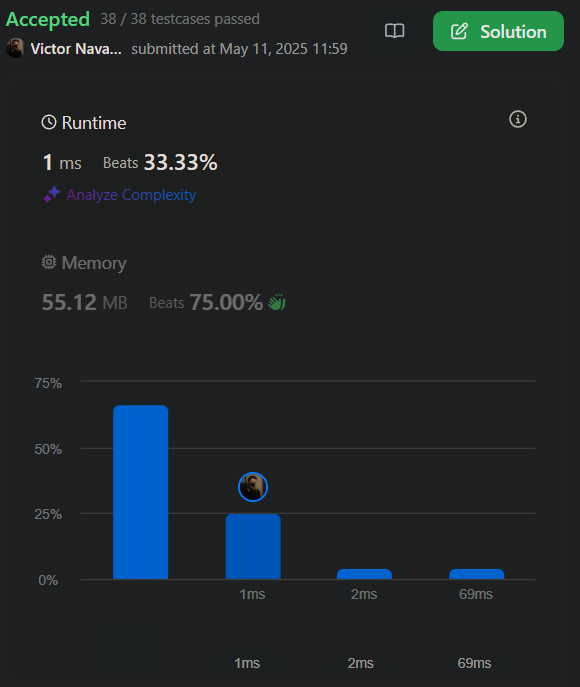 Accepted 38 / 38 testcases passed
Victor Nava... submitted at May 11, 2025 11:59
Solution
Runtime
1 ms Beats 33.33%
Analyze Complexity
Memory
55.12 MB Beats 75.00%
75%
50%
25%
0%
1ms 2ms 69ms
1ms 2ms 69ms